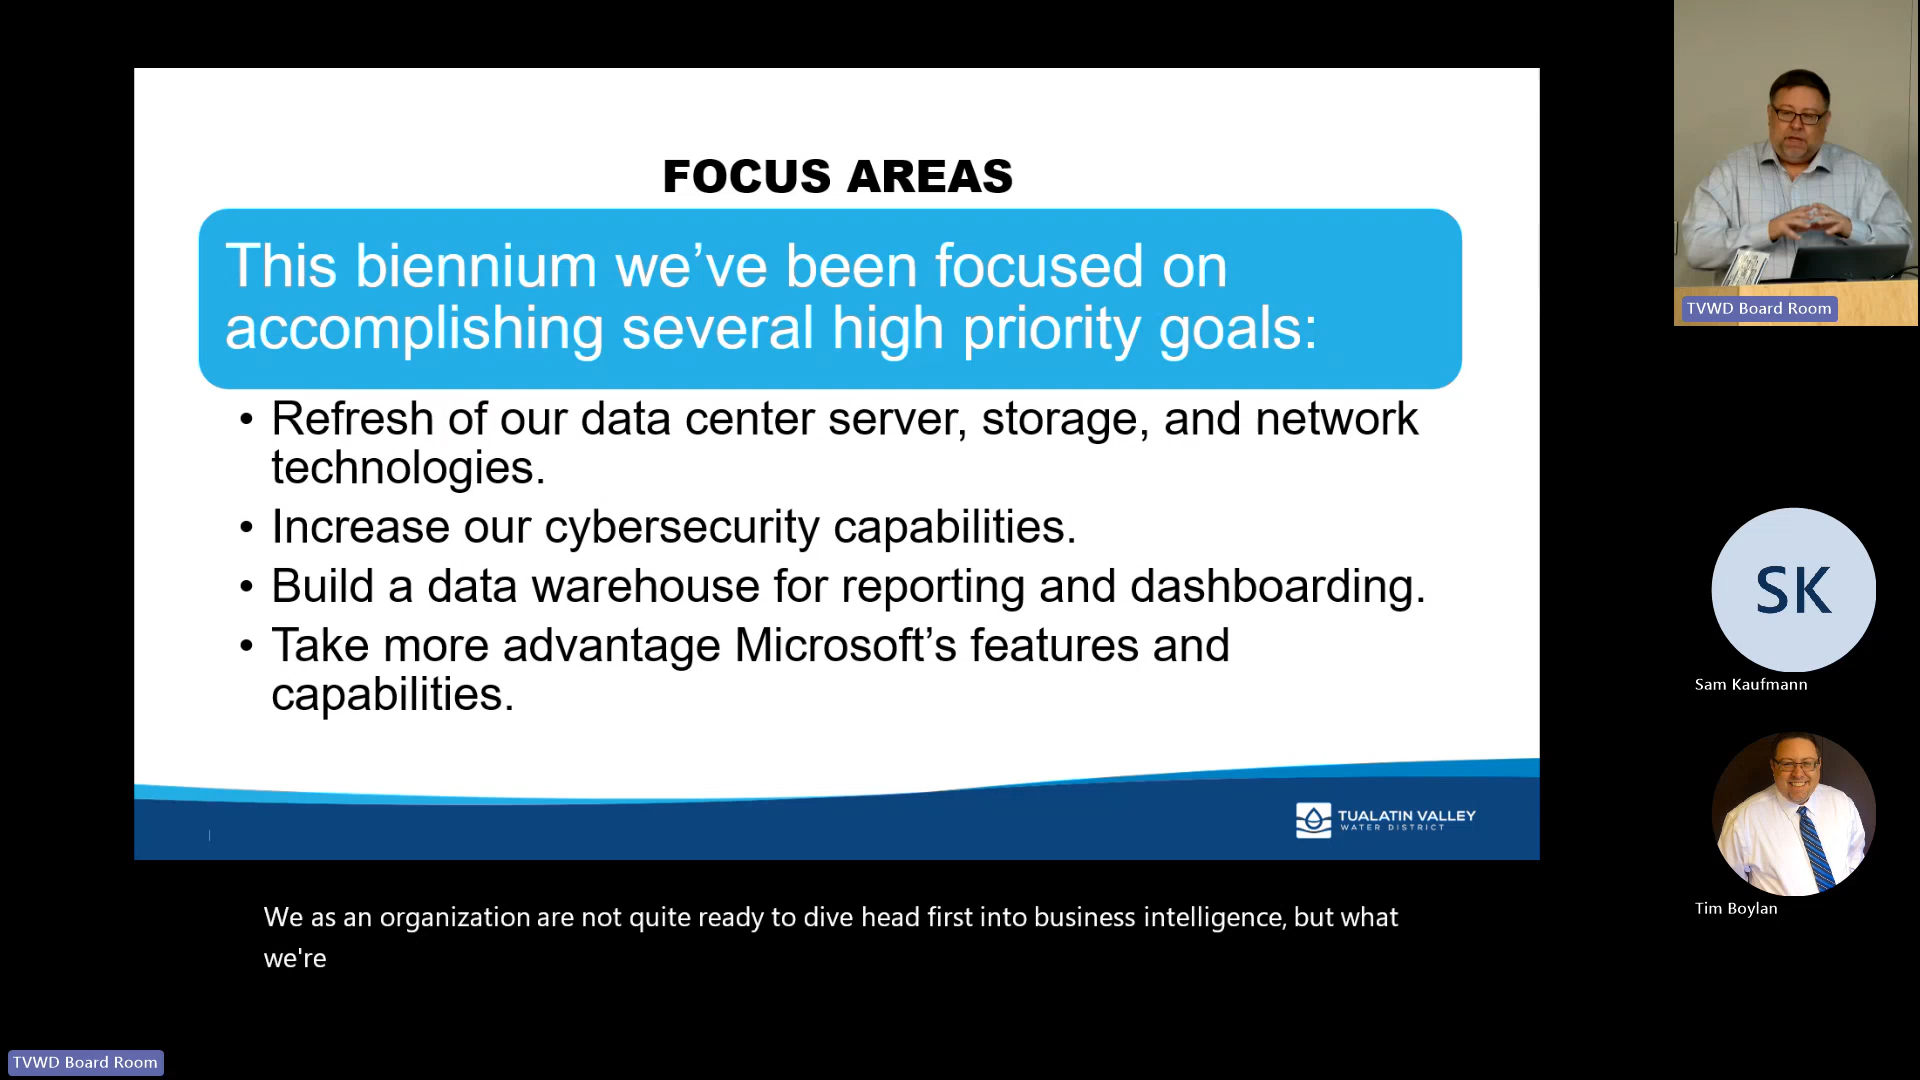 FOCUS AREAS
This biennium we’ve been focused on
accomplishing several high priority goals:
• Refresh of our data center server, storage, and network
technologies.
• Increase our cybersecurity capabilities.
• Build a data warehouse for reporting and dashboarding.
• Take more advantage Microsoft’s features and
capabilities.
TUALATIN VALLEY
WATER DISTRICT
We as an organization are not quite ready to dive head first into business intelligence, but what
we're
TVWD Board Room
TVWD Board Room
SK
Sam Kaufmann
Tim Boylan